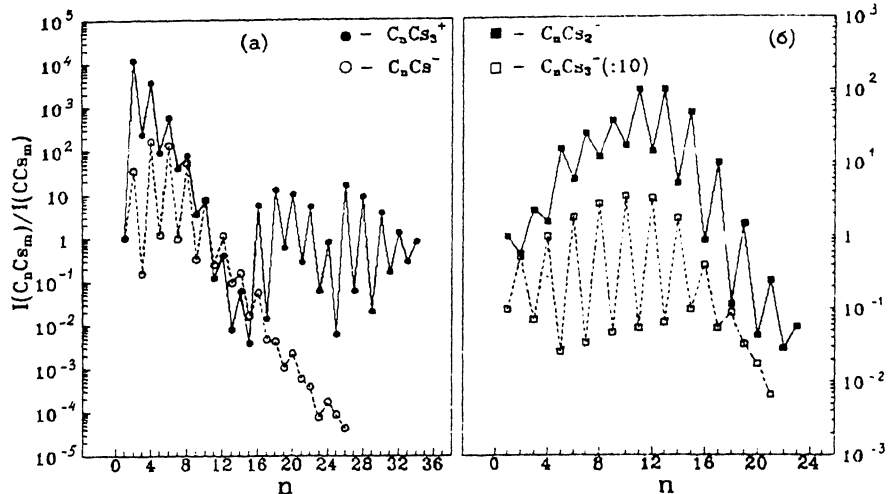 I(CₙCsₘ)/I(CCsₘ)
10⁵
10⁴
10³
10²
10
1
10⁻¹
10⁻²
10⁻³
10⁻⁴
10⁻⁵
(а)
● – CₙCs₃⁺
○ – CₙCs⁻
0 4 8 12 16 20 24 28 32 36
n
(б)
■ – CₙCs₂⁻
□ – CₙCs₃⁻(:10)
10³
10²
10¹
1
10⁻¹
10⁻²
10⁻³
0 4 8 12 16 20 24
n